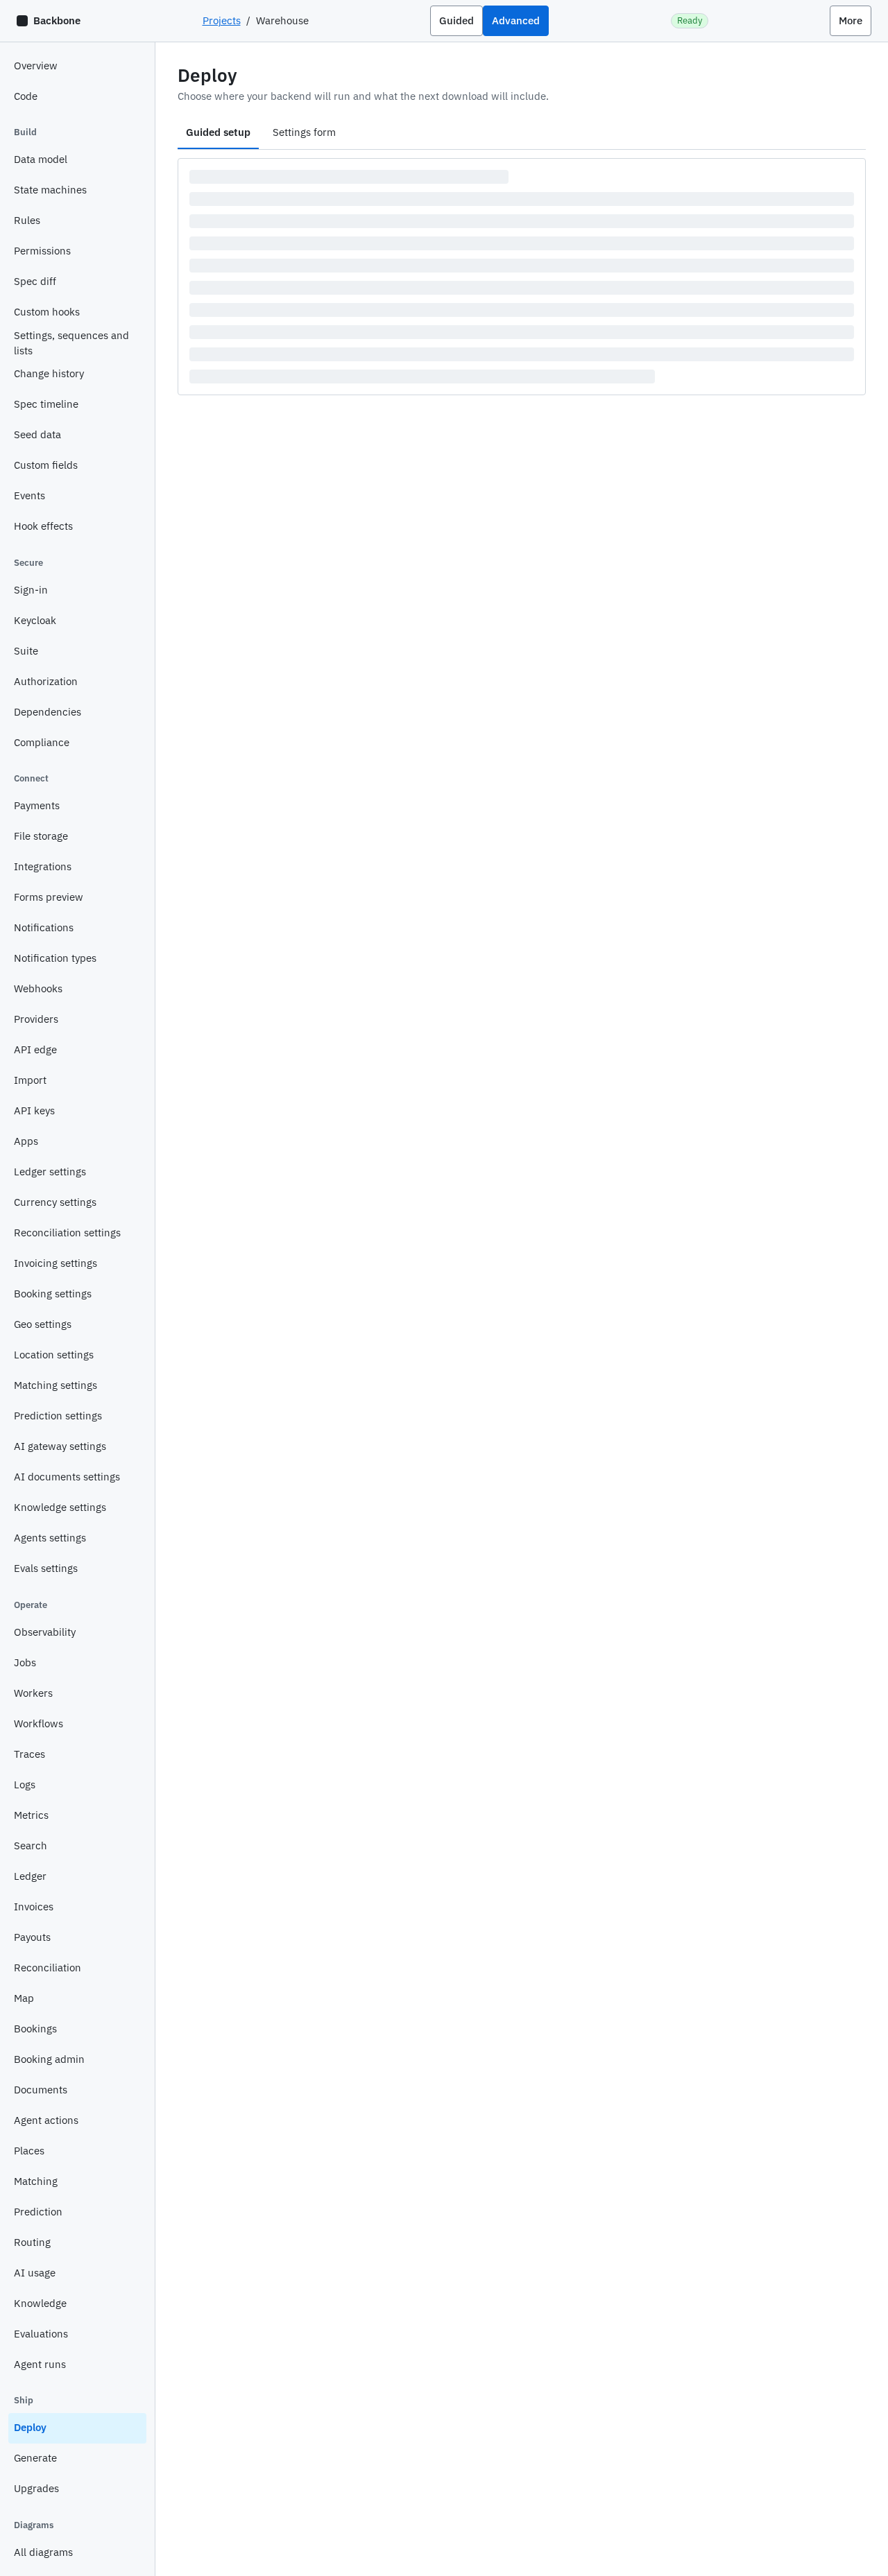 Backbone
Projects / Warehouse
Guided
Advanced
Ready
More
Overview
Code
Build
Data model
State machines
Rules
Permissions
Spec diff
Custom hooks
Settings, sequences and
lists
Change history
Spec timeline
Seed data
Custom fields
Events
Hook effects
Secure
Sign-in
Keycloak
Suite
Authorization
Dependencies
Compliance
Connect
Payments
File storage
Integrations
Forms preview
Notifications
Notification types
Webhooks
Providers
API edge
Import
API keys
Apps
Ledger settings
Currency settings
Reconciliation settings
Invoicing settings
Booking settings
Geo settings
Location settings
Matching settings
Prediction settings
AI gateway settings
AI documents settings
Knowledge settings
Agents settings
Evals settings
Operate
Observability
Jobs
Workers
Workflows
Traces
Logs
Metrics
Search
Ledger
Invoices
Payouts
Reconciliation
Map
Bookings
Booking admin
Documents
Agent actions
Places
Matching
Prediction
Routing
AI usage
Knowledge
Evaluations
Agent runs
Ship
Deploy
Generate
Upgrades
Diagrams
All diagrams
Deploy
Choose where your backend will run and what the next download will include.
Guided setup
Settings form